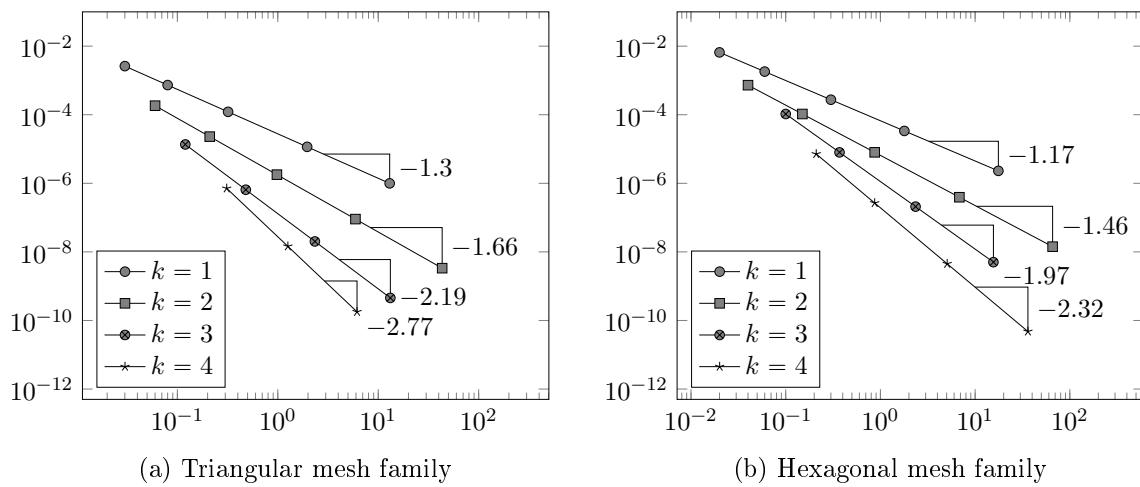 10^{-2}
10^{-4}
10^{-6}
10^{-8}
10^{-10}
10^{-12}
10^{-1} 10^{0} 10^{1} 10^{2}
−1.3
−1.66
−2.19
−2.77
k = 1
k = 2
k = 3
k = 4
(a) Triangular mesh family
10^{-2}
10^{-4}
10^{-6}
10^{-8}
10^{-10}
10^{-12}
10^{-2} 10^{-1} 10^{0} 10^{1} 10^{2}
−1.17
−1.46
−1.97
−2.32
k = 1
k = 2
k = 3
k = 4
(b) Hexagonal mesh family